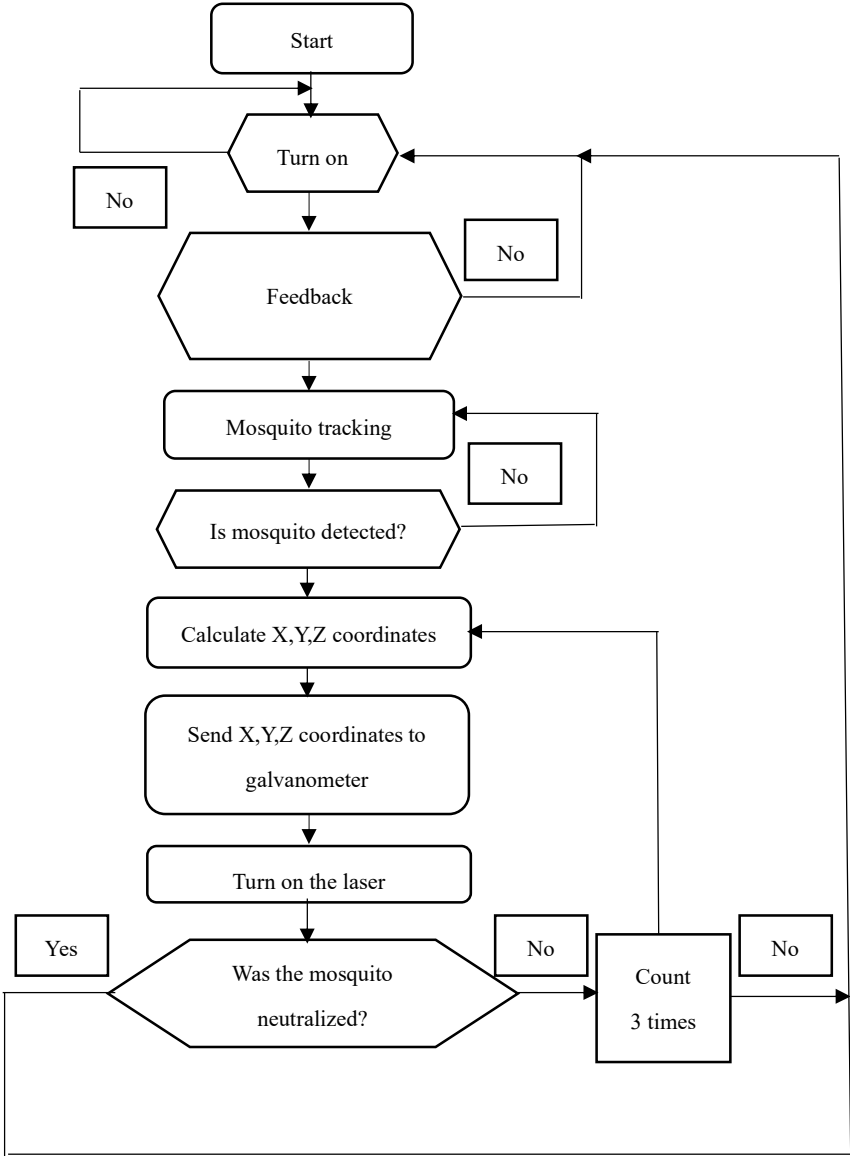 Start
Turn on
No
No
Feedback
Mosquito tracking
No
Is mosquito detected?
Calculate X,Y,Z coordinates
Send X,Y,Z coordinates to
galvanometer
Turn on the laser
Yes
No
No
Was the mosquito
neutralized?
Count
3 times